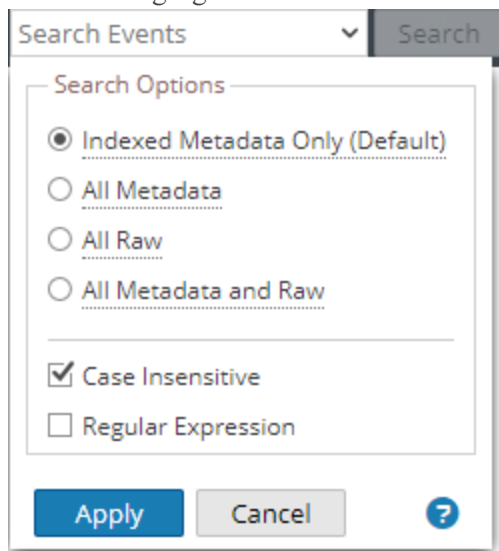 Search Events Search
Search Options
Indexed Metadata Only (Default)
All Metadata
All Raw
All Metadata and Raw
Case Insensitive
Regular Expression
Apply Cancel ?